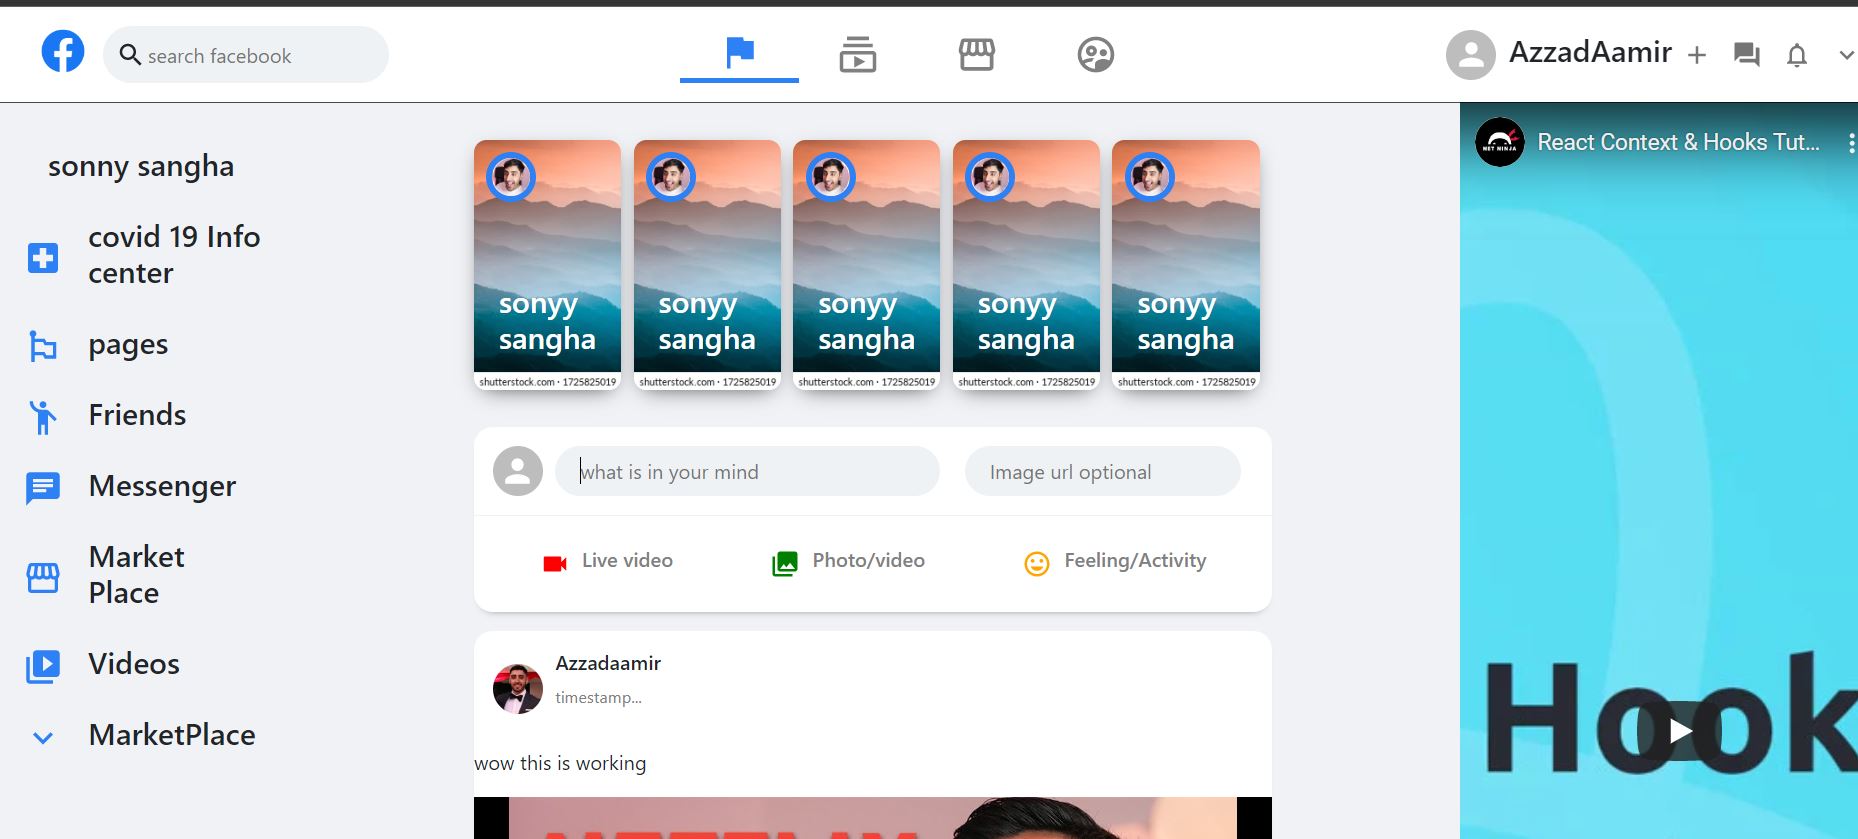 search facebook
AzzadAamir
sonny sangha
covid 19 Info
center
pages
Friends
Messenger
Market
Place
Videos
MarketPlace
sonyy
sangha
shutterstock.com · 1725825019
sonyy
sangha
shutterstock.com · 1725825019
sonyy
sangha
shutterstock.com · 1725825019
sonyy
sangha
shutterstock.com · 1725825019
sonyy
sangha
shutterstock.com · 1725825019
what is in your mind
Image url optional
Live video
Photo/video
Feeling/Activity
Azzadaamir
timestamp...
wow this is working
NET NINJA
React Context & Hooks Tut...
Hook